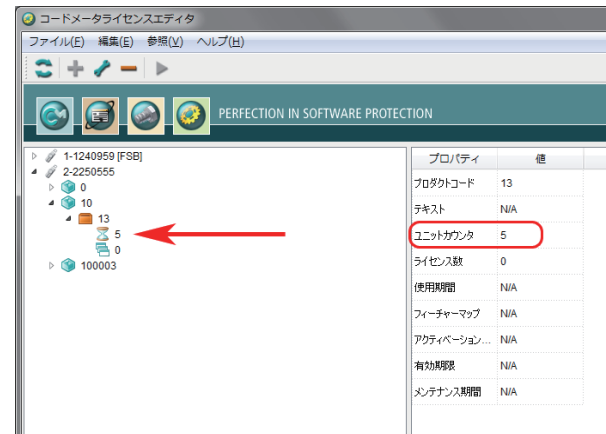 コードメータライセンスエディタ
ファイル(F) 編集(E) 参照(V) ヘルプ(H)
PERFECTION IN SOFTWARE PROTEC
1-1240959 [FSB]
2-2250555
0
10
13
5
0
100003
プロパティ 値
プロダクトコード 13
テキスト N/A
ユニットカウンタ 5
ライセンス数 0
使用期間 N/A
フィーチャーマップ N/A
アクティベーション... N/A
有効期限 N/A
メンテナンス期間 N/A